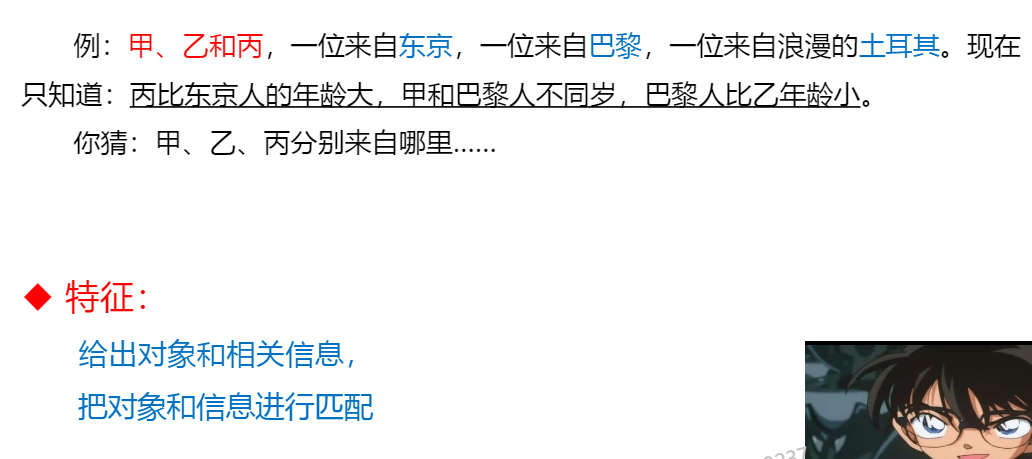 例：甲、乙和丙，一位来自东京，一位来自巴黎，一位来自浪漫的土耳其。现在
只知道：丙比东京人的年龄大，甲和巴黎人不同岁，巴黎人比乙年龄小。
你猜：甲、乙、丙分别来自哪里……
◆ 特征：
给出对象和相关信息，
把对象和信息进行匹配